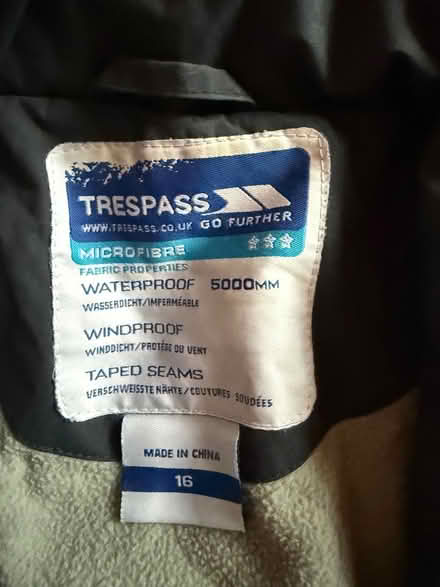 TRESPASS
WWW.TRESPASS.CO.UK GO FURTHER
MICROFIBRE
FABRIC PROPERTIES
WATERPROOF 5000MM
WASSERDICHT/IMPERMÉABLE
WINDPROOF
WINDDICHT/PROTÉGE DU VENT
TAPED SEAMS
VERSCHWEISSTE NÄHTE/COUTURES SOUDÉES
MADE IN CHINA
16